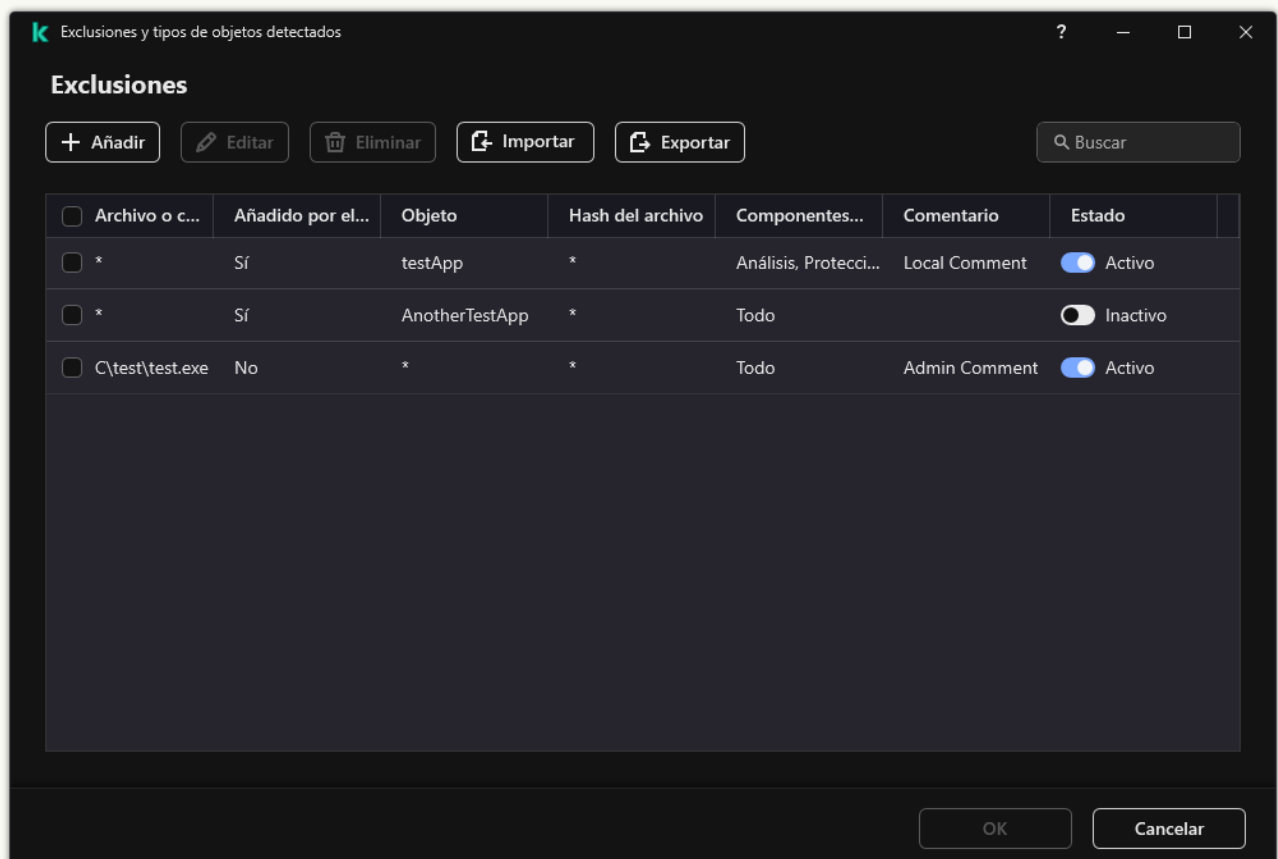 Exclusiones y tipos de objetos detectados ?
Exclusiones
Añadir Editar Eliminar Importar Exportar Buscar
Archivo o c... Añadido por el... Objeto Hash del archivo Componentes... Comentario Estado
* Sí testApp * Análisis, Protecci... Local Comment Activo
* Sí AnotherTestApp * Todo Inactivo
C\test\test.exe No * * Todo Admin Comment Activo
OK Cancelar